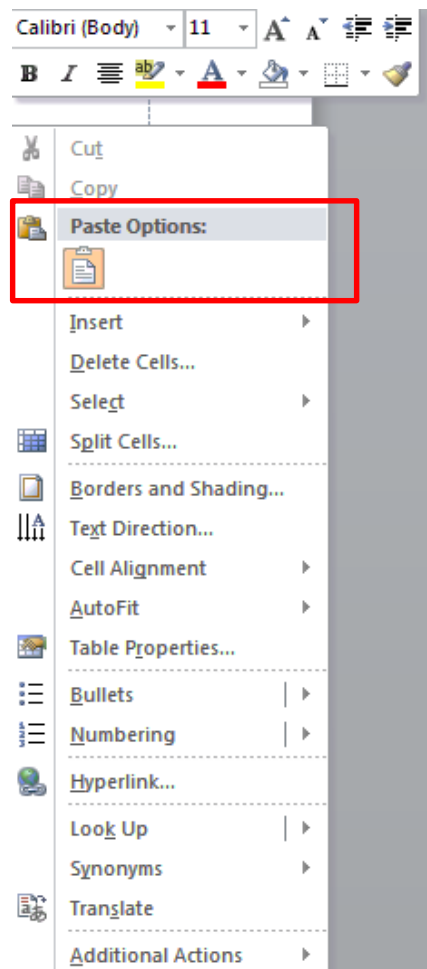 Calibri (Body) 11 A A
B I ab A
Cut
Copy
Paste Options:
Insert
Delete Cells...
Select
Split Cells...
Borders and Shading...
Text Direction...
Cell Alignment
AutoFit
Table Properties...
Bullets
Numbering
Hyperlink...
Look Up
Synonyms
Translate
Additional Actions